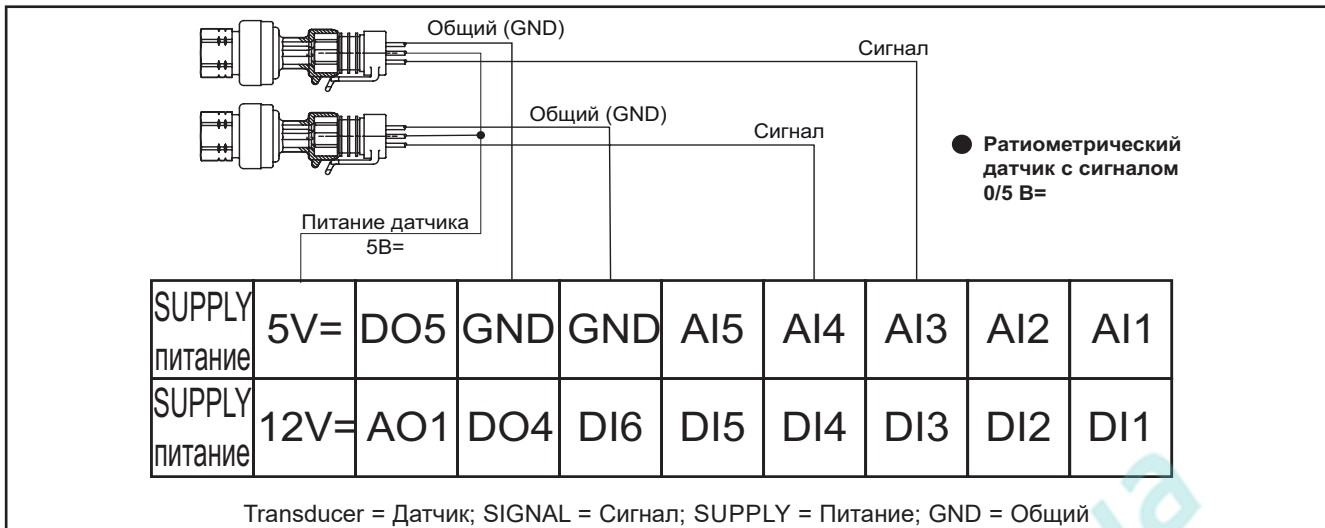 Общий (GND)
Сигнал
Общий (GND)
Сигнал
Ратиометрический
датчик с сигналом
0/5 В=
Питание датчика
5В=
SUPPLY
питание
5V= DO5 GND GND AI5 AI4 AI3 AI2 AI1
SUPPLY
питание
12V= AO1 DO4 DI6 DI5 DI4 DI3 DI2 DI1
Transducer = Датчик; SIGNAL = Сигнал; SUPPLY = Питание; GND = Общий